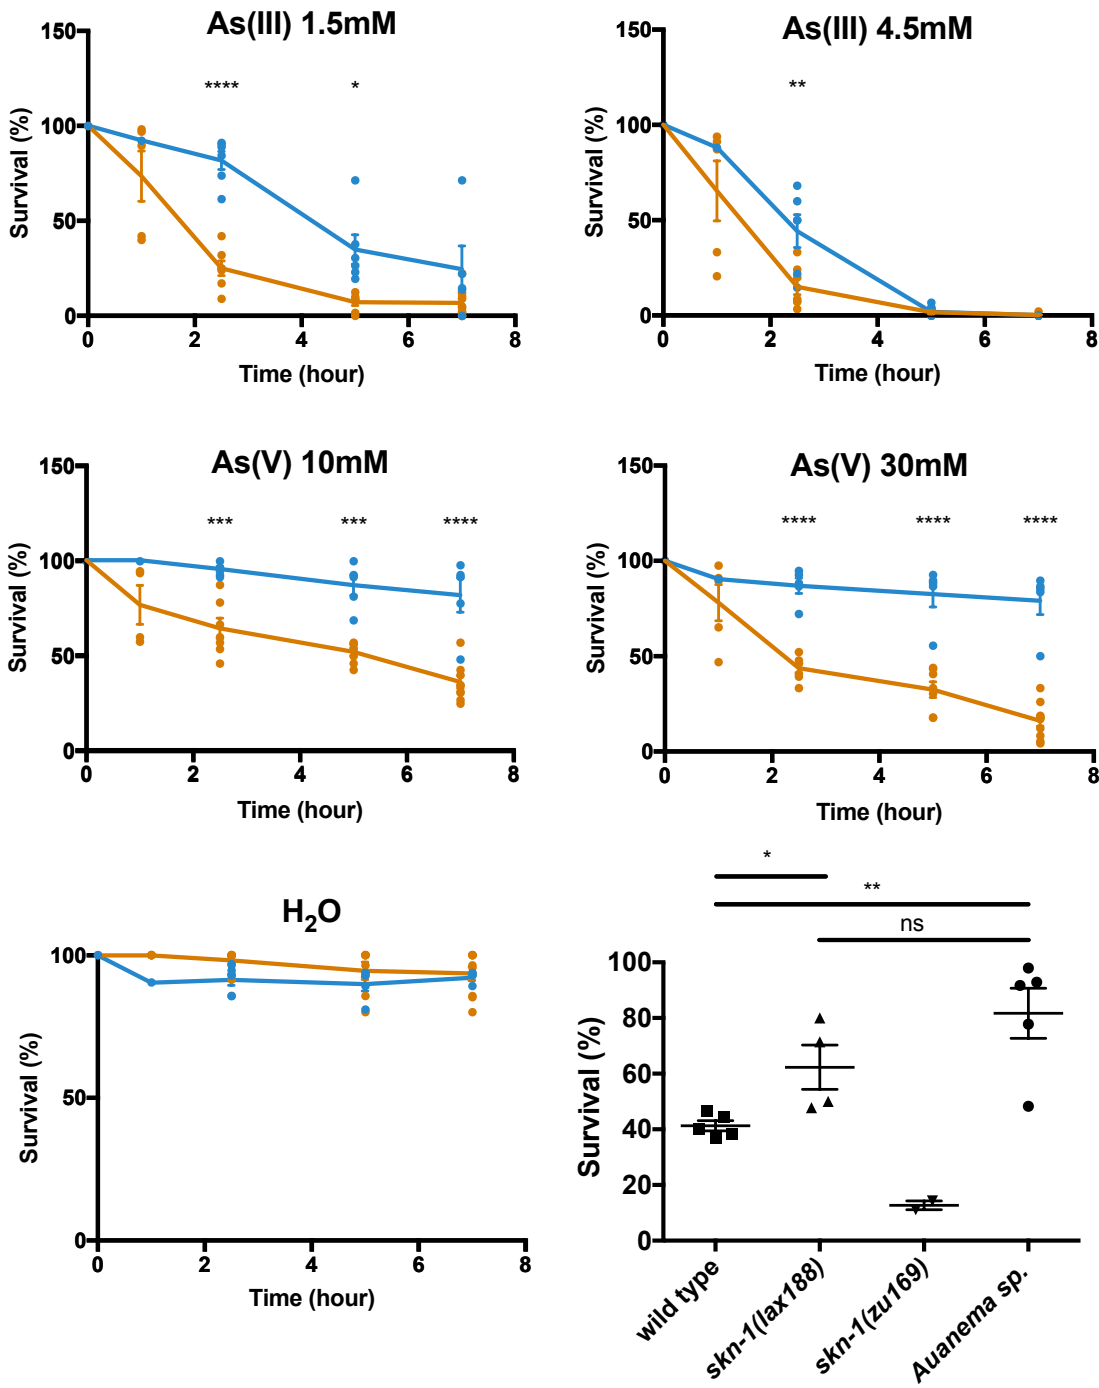 As(III) 1.5mM
150
100
50
0
Survival (%)
**** *
0 2 4 6 8
Time (hour)
As(III) 4.5mM
150
100
50
0
Survival (%)
**
0 2 4 6 8
Time (hour)
As(V) 10mM
150
100
50
0
Survival (%)
*** *** ****
0 2 4 6 8
Time (hour)
As(V) 30mM
150
100
50
0
Survival (%)
**** **** ****
0 2 4 6 8
Time (hour)
H₂O
100
50
0
Survival (%)
0 2 4 6 8
Time (hour)
*
**
ns
100
80
60
40
20
0
Survival (%)
wild type
skn-1(lax188)
skn-1(zu169)
Auanema sp.